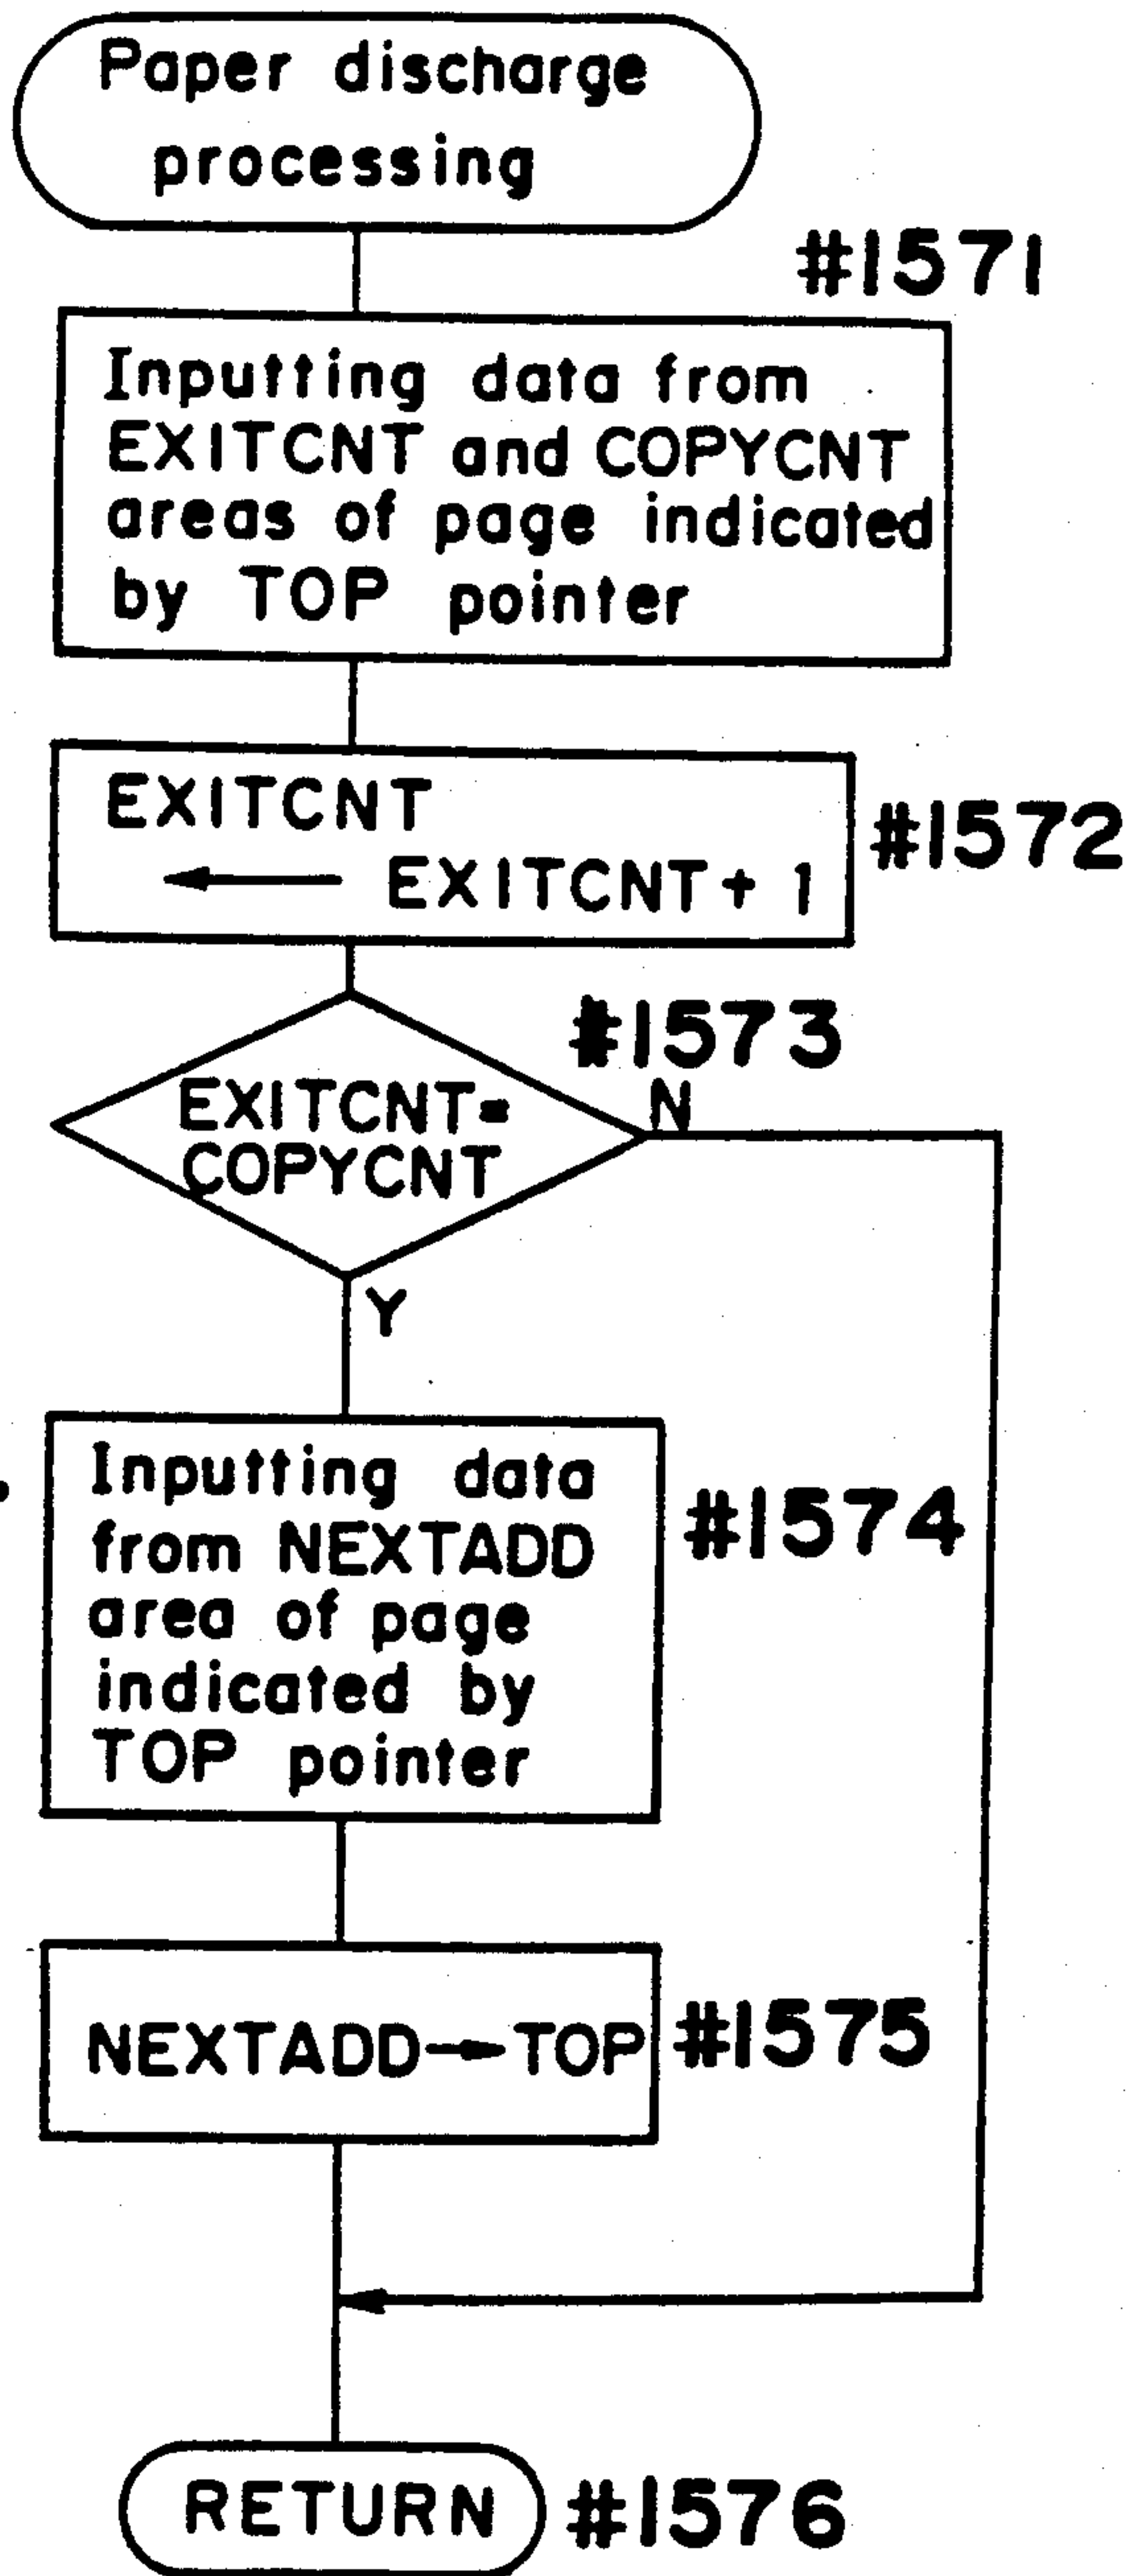 Paper discharge
processing
#1571
Inputting data from
EXITCNT and COPYCNT
areas of page indicated
by TOP pointer
EXITCNT
← EXITCNT + 1
#1572
#1573
EXITCNT=
COPYCNT
N
Y
Inputting data
from NEXTADD
area of page
indicated by
TOP pointer
#1574
NEXTADD→TOP
#1575
RETURN
#1576